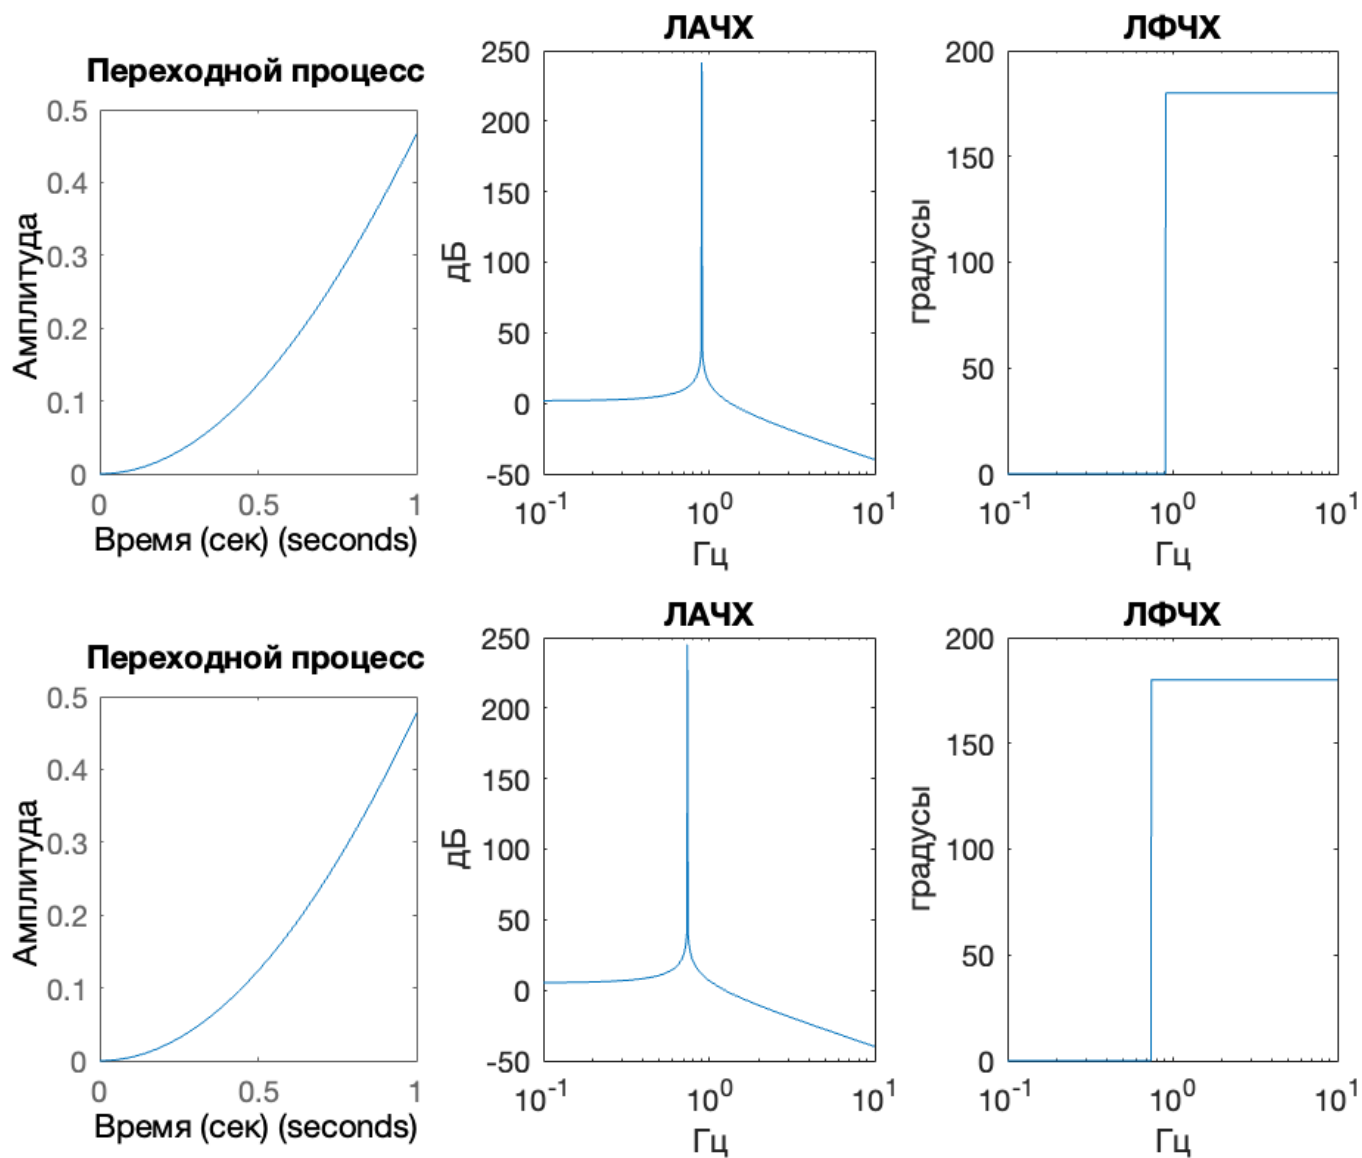 Переходной процесс
0.5
0.4
0.3
0.2
0.1
0
Амплитуда
0 0.5 1
Время (сек) (seconds)
ЛАЧХ
250
200
150
100
50
0
-50
дБ
10^-1 10^0 10^1
Гц
ЛФЧХ
200
150
100
50
0
градусы
10^-1 10^0 10^1
Гц
Переходной процесс
0.5
0.4
0.3
0.2
0.1
0
Амплитуда
0 0.5 1
Время (сек) (seconds)
ЛАЧХ
250
200
150
100
50
0
-50
дБ
10^-1 10^0 10^1
Гц
ЛФЧХ
200
150
100
50
0
градусы
10^-1 10^0 10^1
Гц